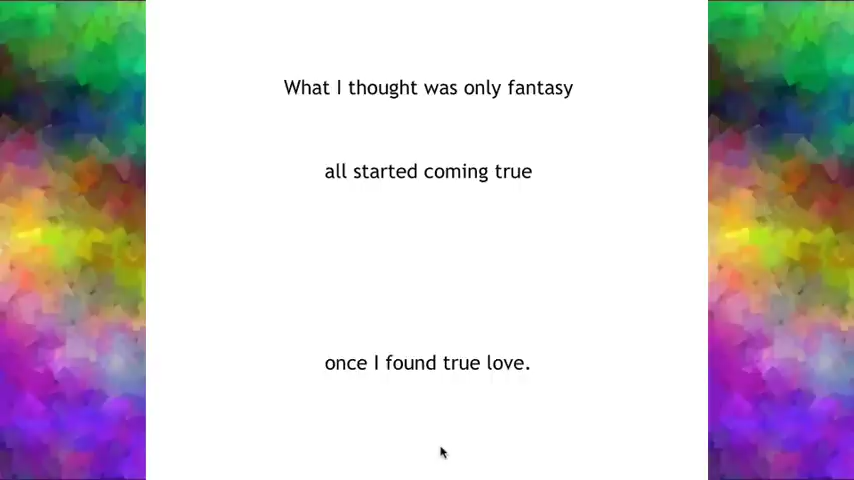 What I thought was only fantasy
all started coming true
once I found true love.